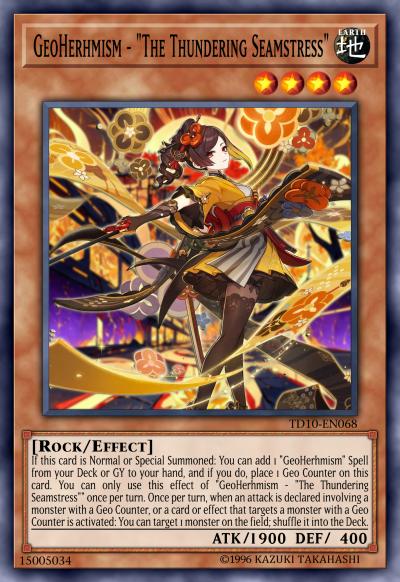 GeoHerhmism - "The Thundering Seamstress"
EARTH
地
TD10-EN068
[Rock/Effect]
If this card is Normal or Special Summoned: You can add 1 "GeoHerhmism" Spell
from your Deck or GY to your hand, and if you do, place 1 Geo Counter on this
card. You can only use this effect of "GeoHerhmism - "The Thundering
Seamstress"" once per turn. Once per turn, when an attack is declared involving a
monster with a Geo Counter, or a card or effect that targets a monster with a Geo
Counter is activated: You can target 1 monster on the field; shuffle it into the Deck.
ATK/1900 DEF/ 400
15005034
©1996 KAZUKI TAKAHASHI